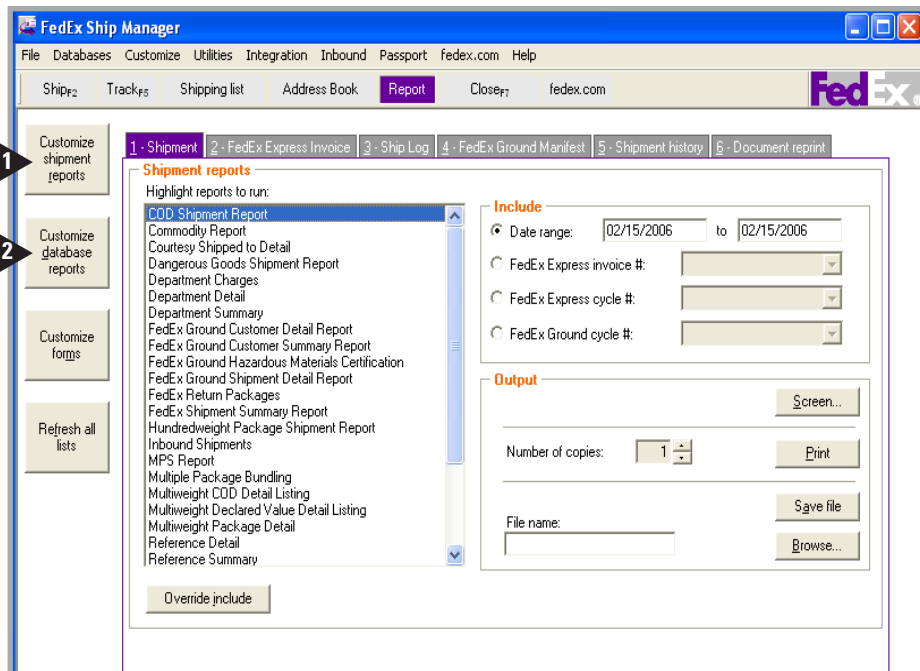 FedEx Ship Manager
File Databases Customize Utilities Integration Inbound Passport fedex.com Help
ShipF2 TrackF5 Shipping list Address Book Report CloseF7 fedex.com
FedEx
1
Customize shipment reports
2
Customize database reports
Customize forms
Refresh all lists
1 - Shipment 2 - FedEx Express Invoice 3 - Ship Log 4 - FedEx Ground Manifest 5 - Shipment history 6 - Document reprint
Shipment reports
Highlight reports to run:
COD Shipment Report
Commodity Report
Courtesy Shipped to Detail
Dangerous Goods Shipment Report
Department Charges
Department Detail
Department Summary
FedEx Ground Customer Detail Report
FedEx Ground Customer Summary Report
FedEx Ground Hazardous Materials Certification
FedEx Ground Shipment Detail Report
FedEx Return Packages
FedEx Shipment Summary Report
Hundredweight Package Shipment Report
Inbound Shipments
MPS Report
Multiple Package Bundling
Multiweight COD Detail Listing
Multiweight Declared Value Detail Listing
Multiweight Package Detail
Reference Detail
Reference Summary
Override include
Include
Date range: 02/15/2006 to 02/15/2006
FedEx Express invoice #:
FedEx Express cycle #:
FedEx Ground cycle #:
Output
Screen...
Number of copies: 1 Print
Save file
File name:
Browse...